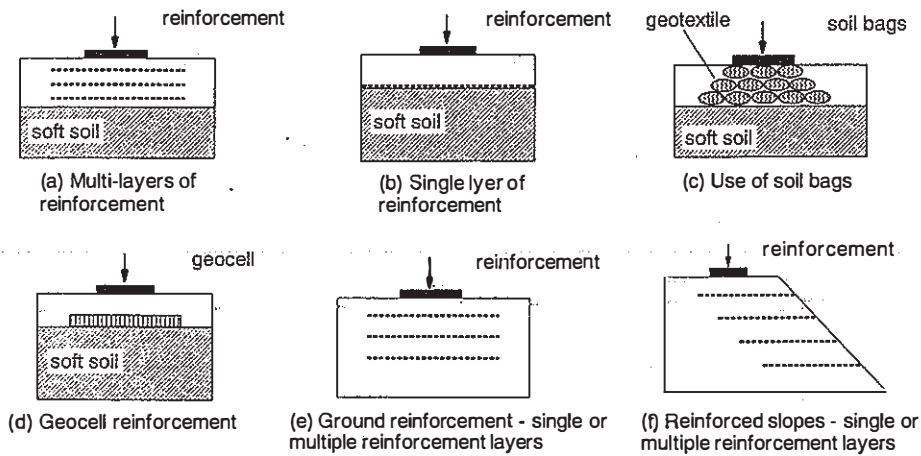 reinforcement
soft soil
(a) Multi-layers of
reinforcement
reinforcement
soft soil
(b) Single lyer of
reinforcement
geotextile
soil bags
soft soil
(c) Use of soil bags
geocell
soft soil
(d) Geocell reinforcement
reinforcement
(e) Ground reinforcement - single or
multiple reinforcement layers
reinforcement
(f) Reinforced slopes - single or
multiple reinforcement layers